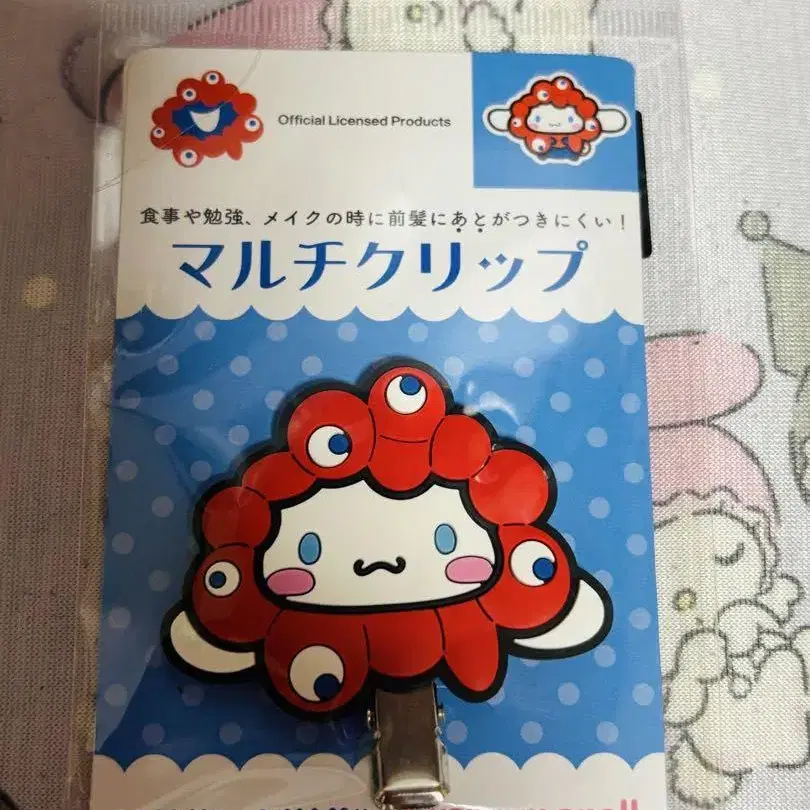 Official Licensed Products
食事や勉強、メイクの時に前髪にあとがつきにくい！
マルチクリップ